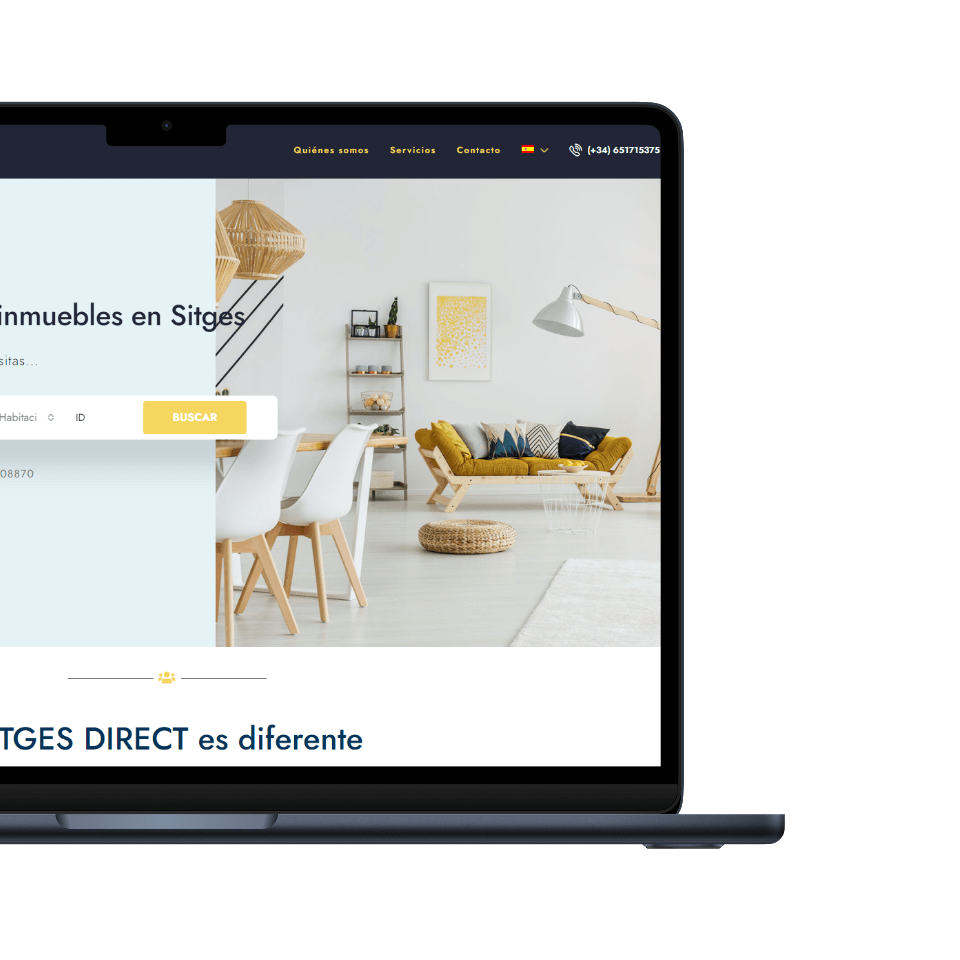 Quiénes somos Servicios Contacto (+34) 651715375
inmuebles en Sitges
sitas...
Habitaci ID BUSCAR
08870
TGES DIRECT es diferente